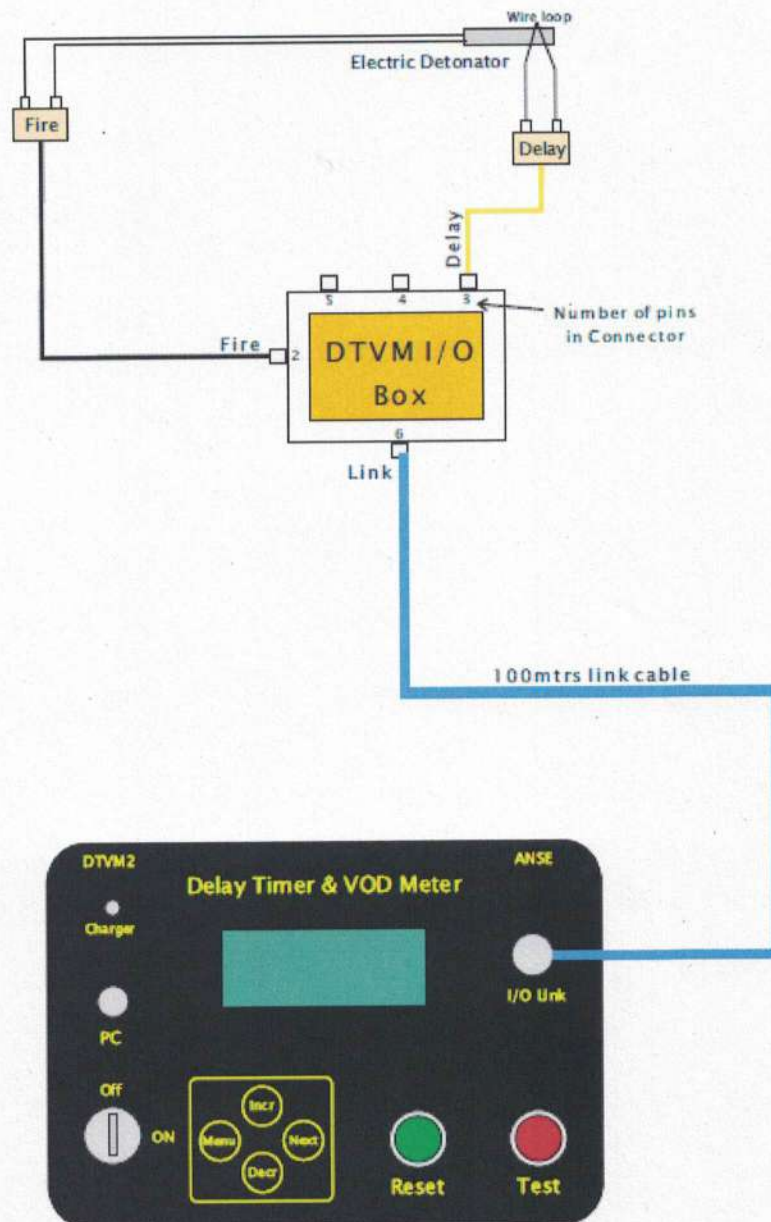 Wire loop
Electric Detonator
Fire
Delay
Delay
5 4 3
Number of pins
in Connector
Fire
2
DTVM I/O
Box
6
Link
100mtrs link cable
DTVM2
ANSE
Delay Timer & VOD Meter
Charger
I/O Link
PC
Off
ON
Incr
Menu
Next
Decr
Reset
Test